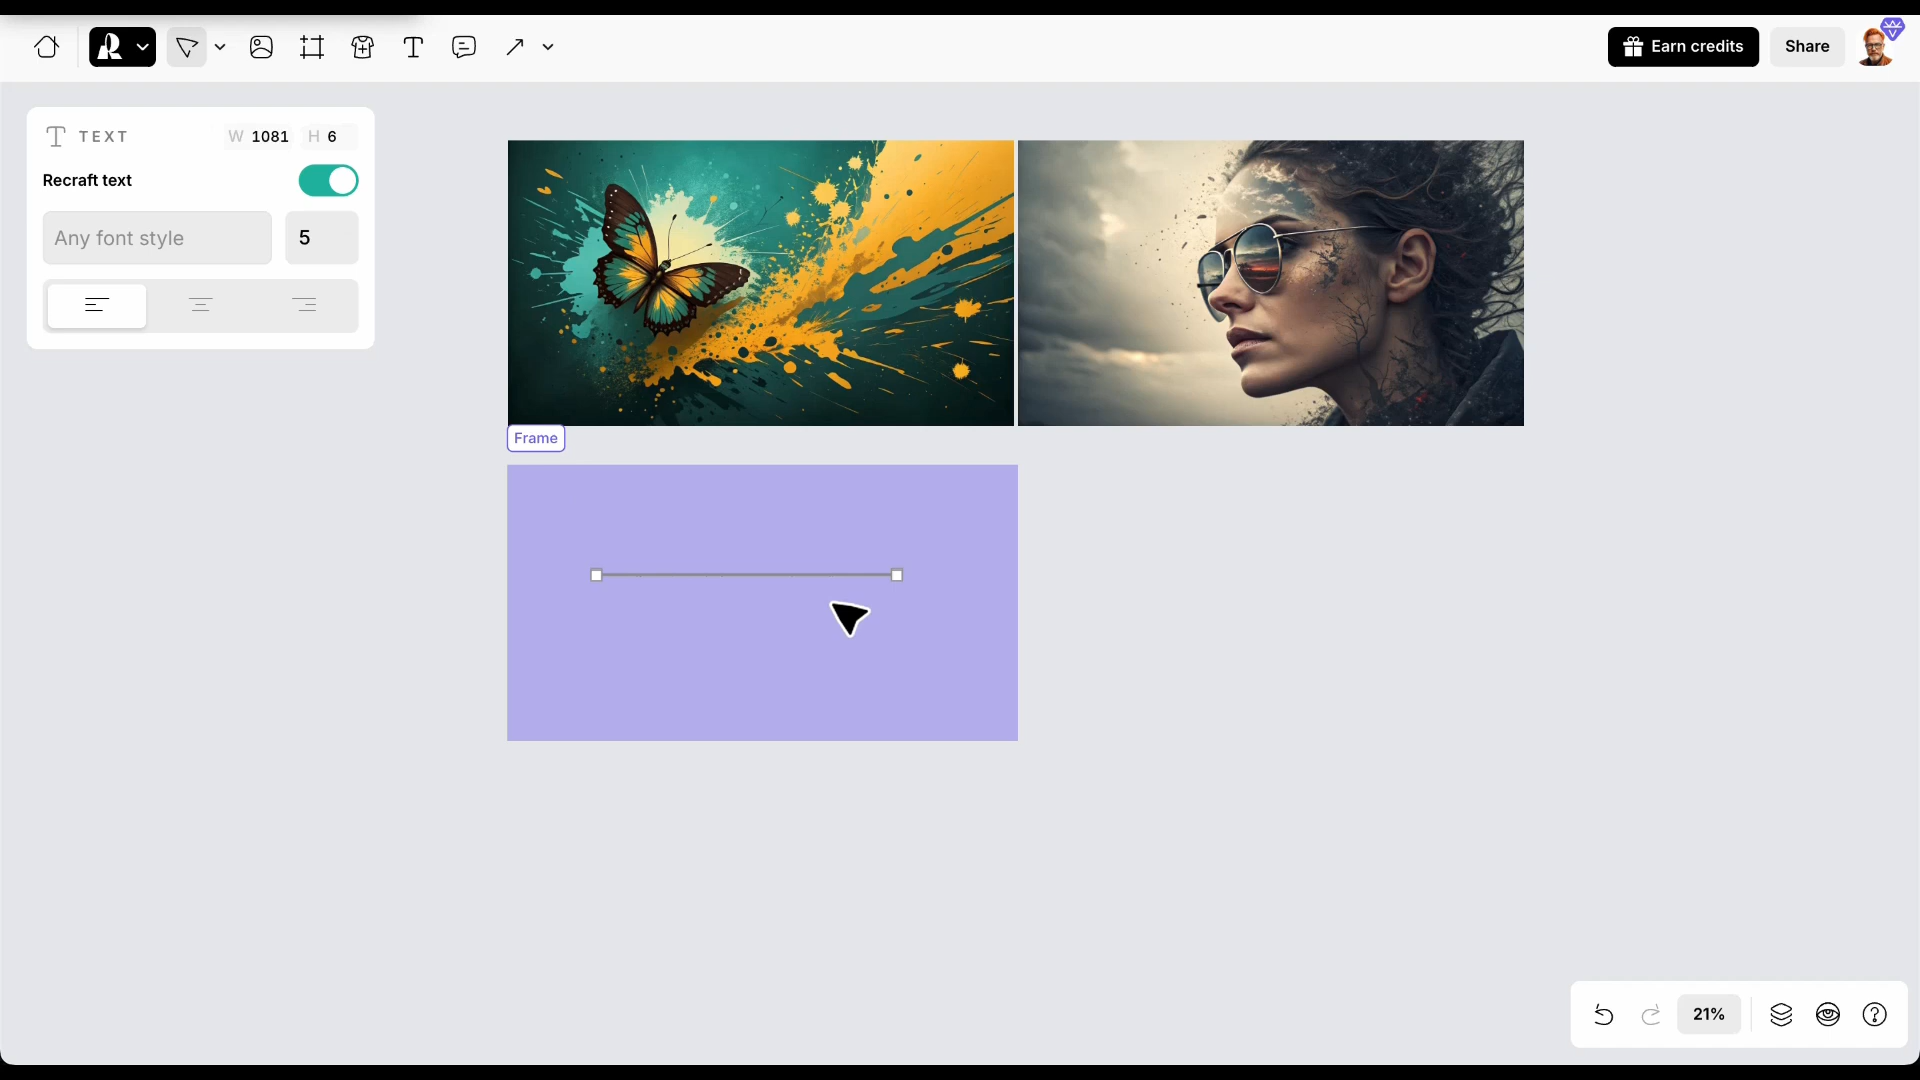 Earn credits
Share
TEXT
W 1081 H 6
Recraft text
Any font style
5
Frame
21%